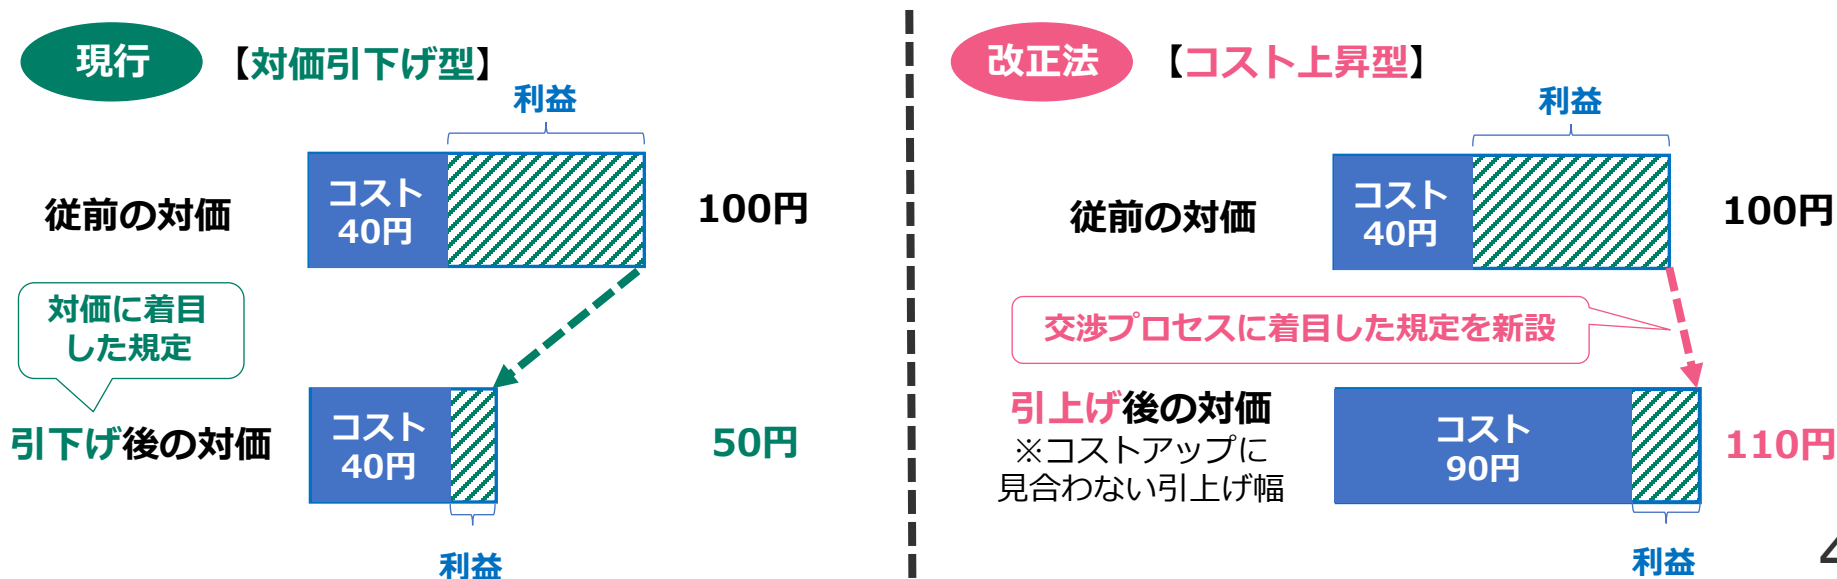 現行
【対価引下げ型】
利益
従前の対価
コスト
40円
100円
対価に着目
した規定
引下げ後の対価
コスト
40円
50円
利益
改正法
【コスト上昇型】
利益
従前の対価
コスト
40円
100円
交渉プロセスに着目した規定を新設
引上げ後の対価
※コストアップに
見合わない引上げ幅
コスト
90円
110円
利益
4